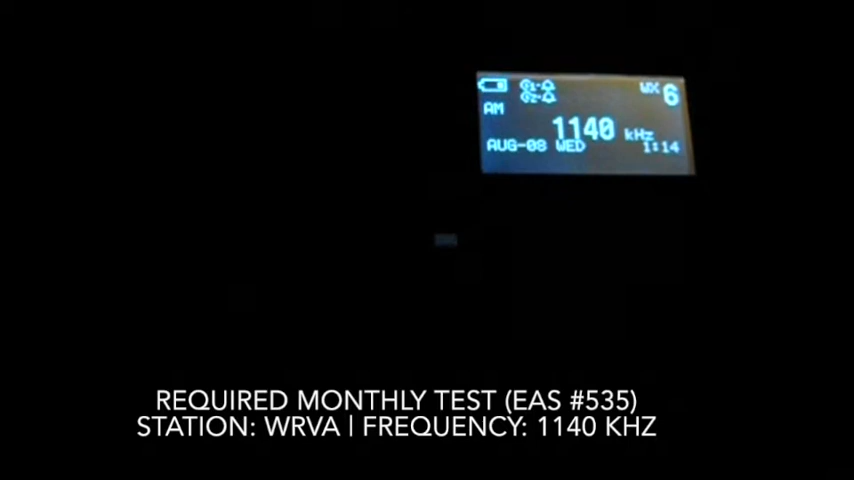 WX 6
AM
1140 kHz
AUG-08 WED 1:14
REQUIRED MONTHLY TEST (EAS #535)
STATION: WRVA | FREQUENCY: 1140 KHZ